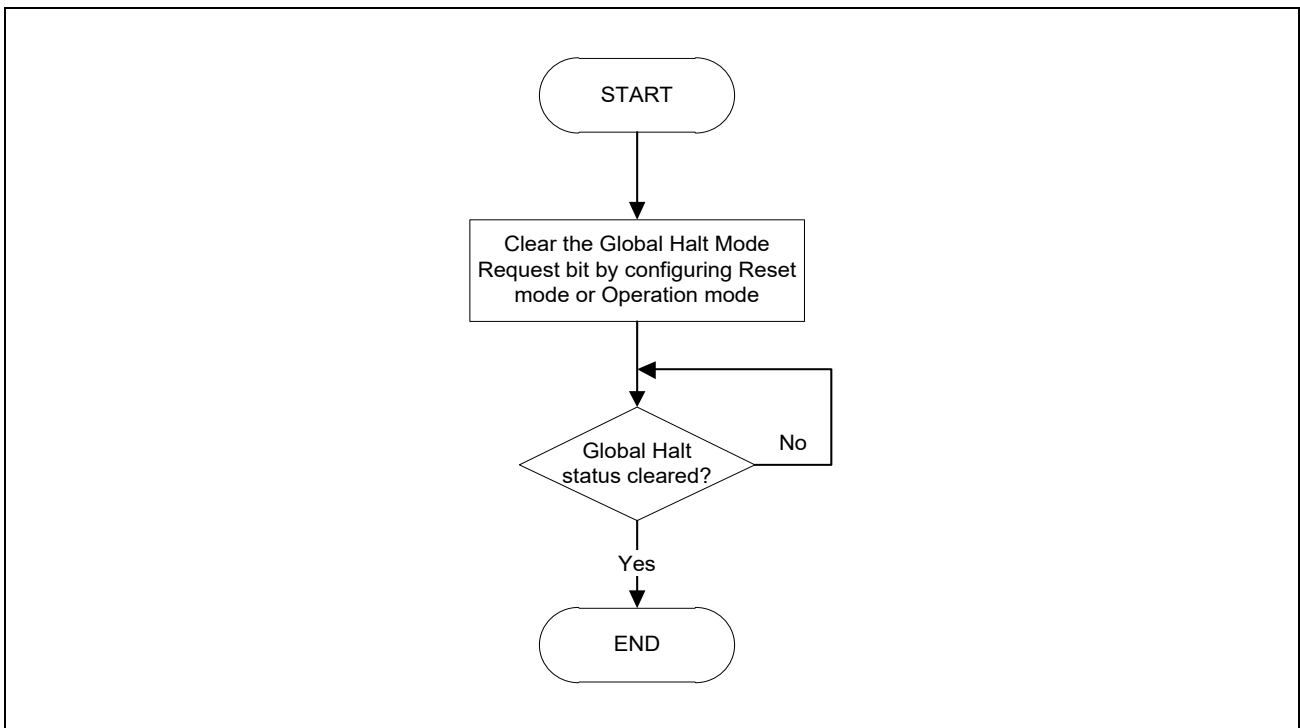 START
Clear the Global Halt Mode
Request bit by configuring Reset
mode or Operation mode
No
Global Halt
status cleared?
Yes
END